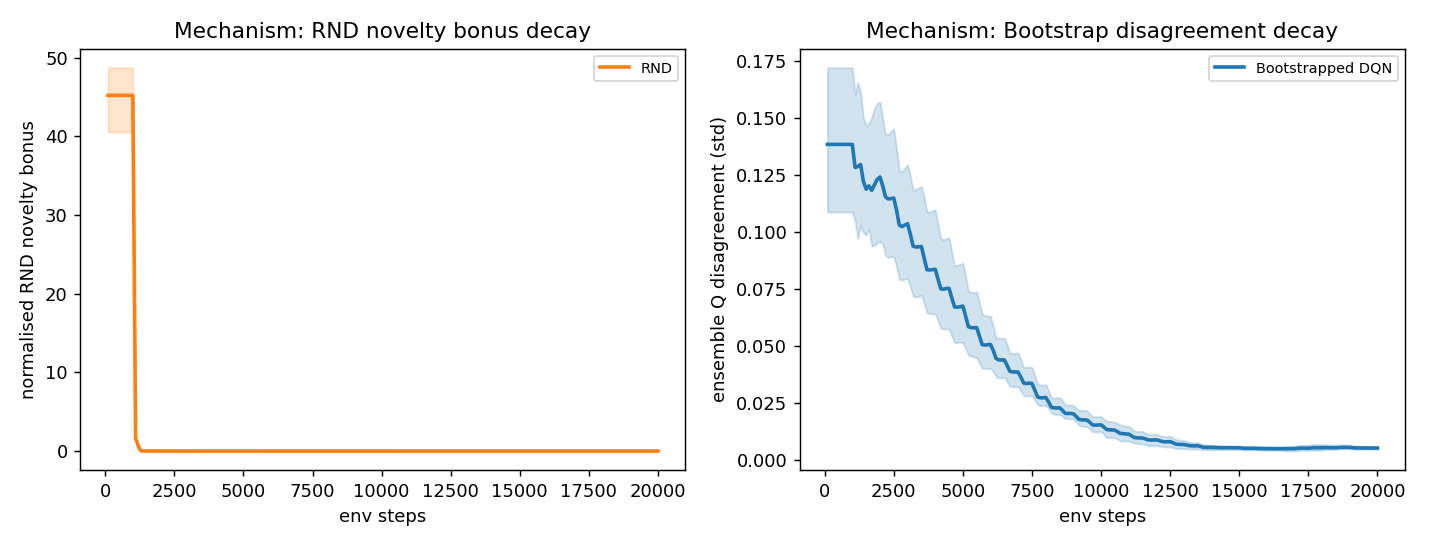 Mechanism: RND novelty bonus decay
normalised RND novelty bonus
50
40
30
20
10
0
RND
0 2500 5000 7500 10000 12500 15000 17500 20000
env steps
Mechanism: Bootstrap disagreement decay
ensemble Q disagreement (std)
0.175
0.150
0.125
0.100
0.075
0.050
0.025
0.000
Bootstrapped DQN
0 2500 5000 7500 10000 12500 15000 17500 20000
env steps